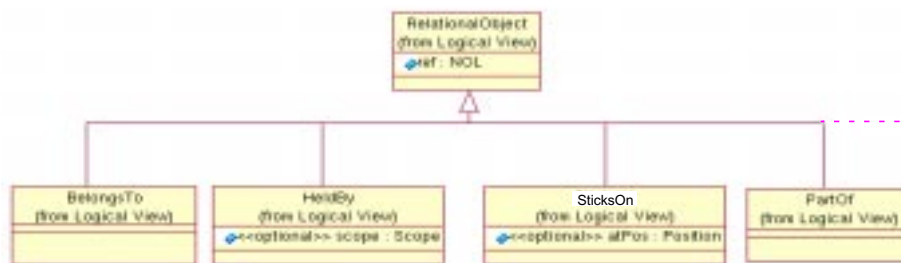 RelationalObject
(from Logical View)
ref : NOL
BelongsTo
(from Logical View)
HeldBy
(from Logical View)
<<optional>> scope : Scope
SticksOn
(from Logical View)
<<optional>> atPos : Position
PartOf
(from Logical View)